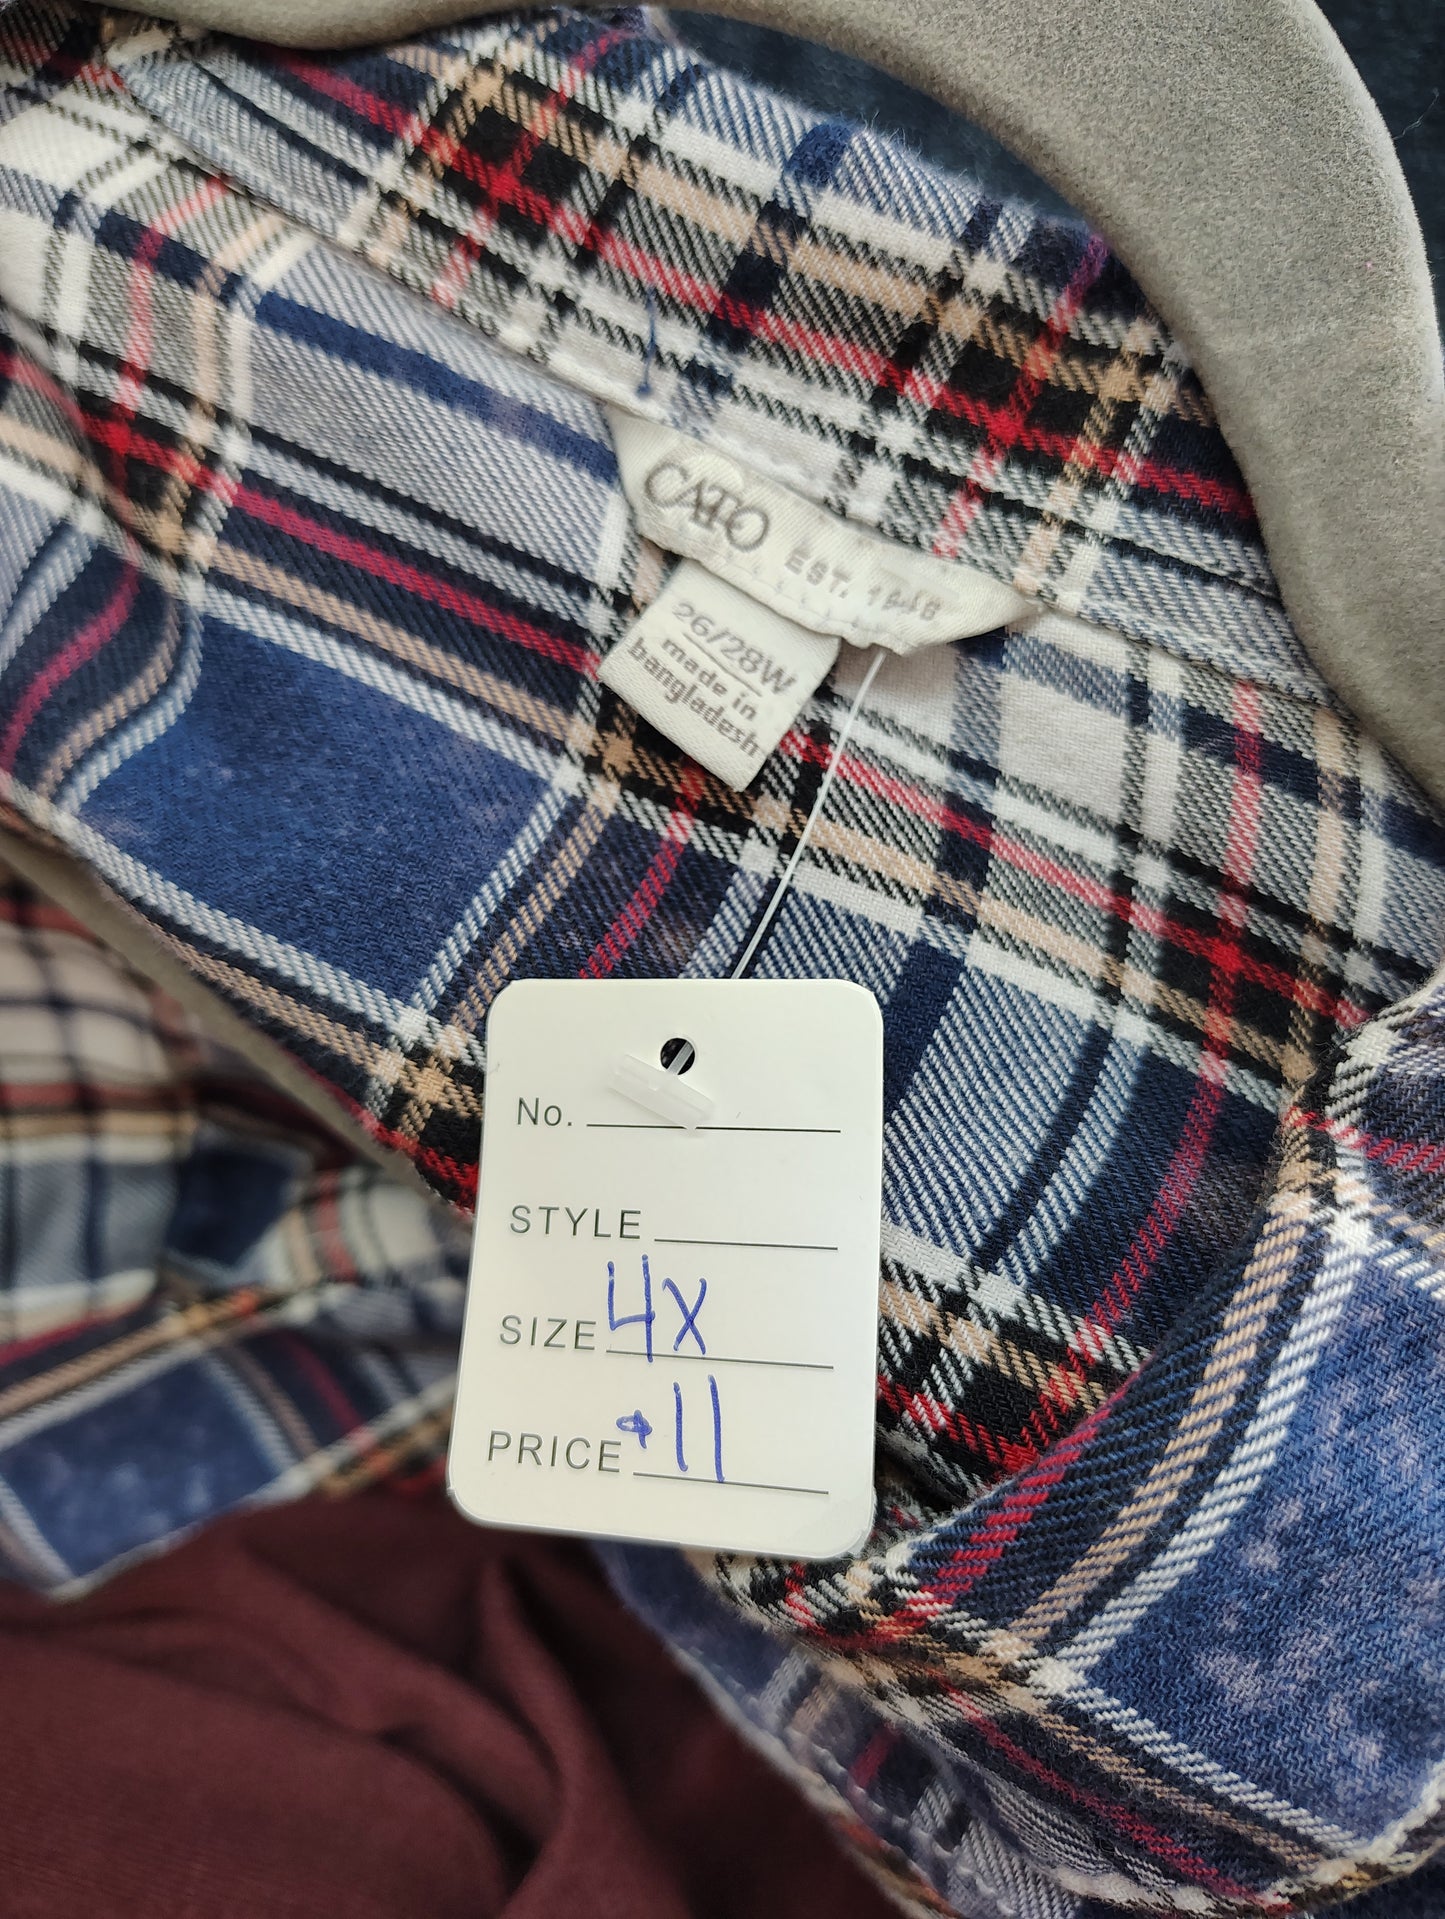 CATO EST. 1946
26/28W
made in
bangladesh
No.
STYLE
SIZE 4X
PRICE $11